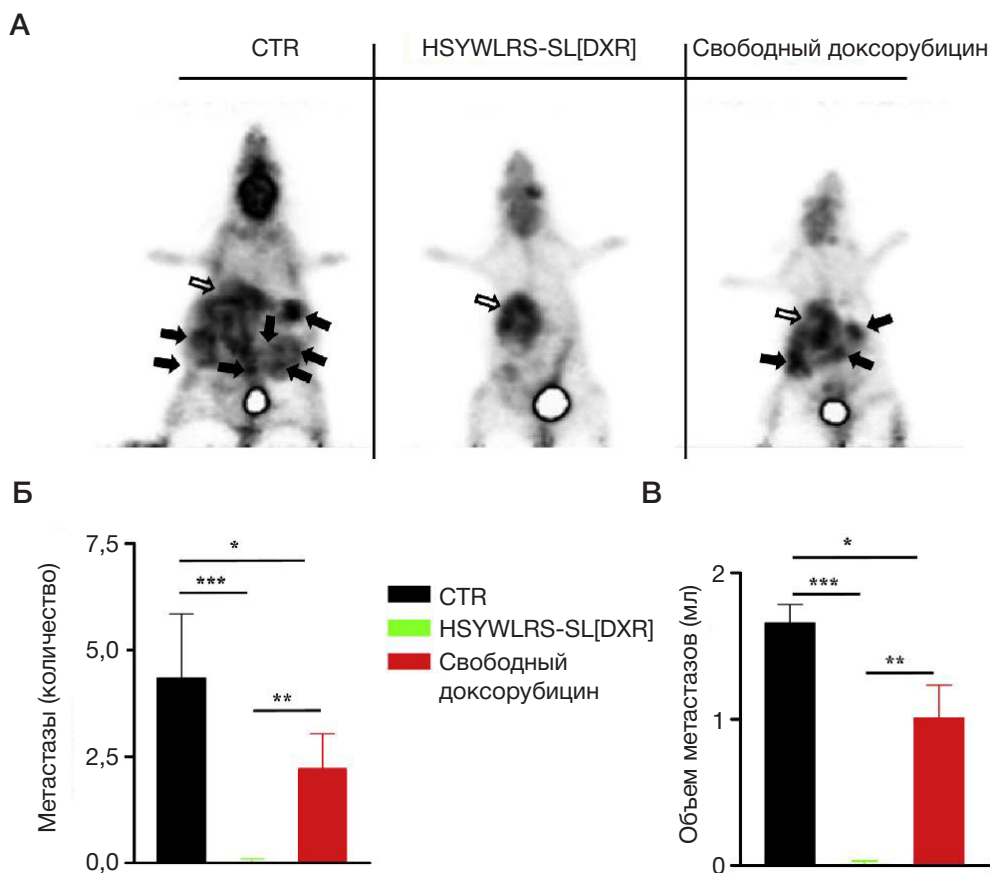 А
CTR
HSYWLRS-SL[DXR]
Свободный доксорубицин
Б
Метастазы (количество)
7,5
5,0
2,5
0,0
*
***
**
CTR
HSYWLRS-SL[DXR]
Свободный
доксорубицин
В
Объем метастазов (мл)
2
1
0
*
***
**